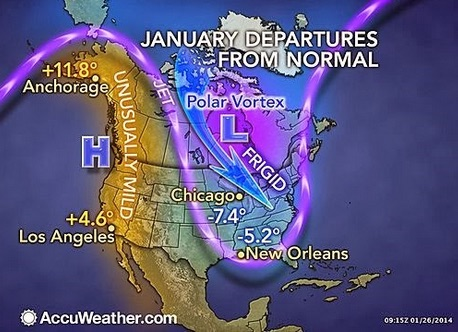 JANUARY DEPARTURES
FROM NORMAL
+11.8°
Anchorage
UNUSUALLY MILD
JET
Polar Vortex
H
L
FRIGID
Chicago
-7.4°
+4.6°
Los Angeles
-5.2°
New Orleans
AccuWeather.com
09:15Z 01/26/2014